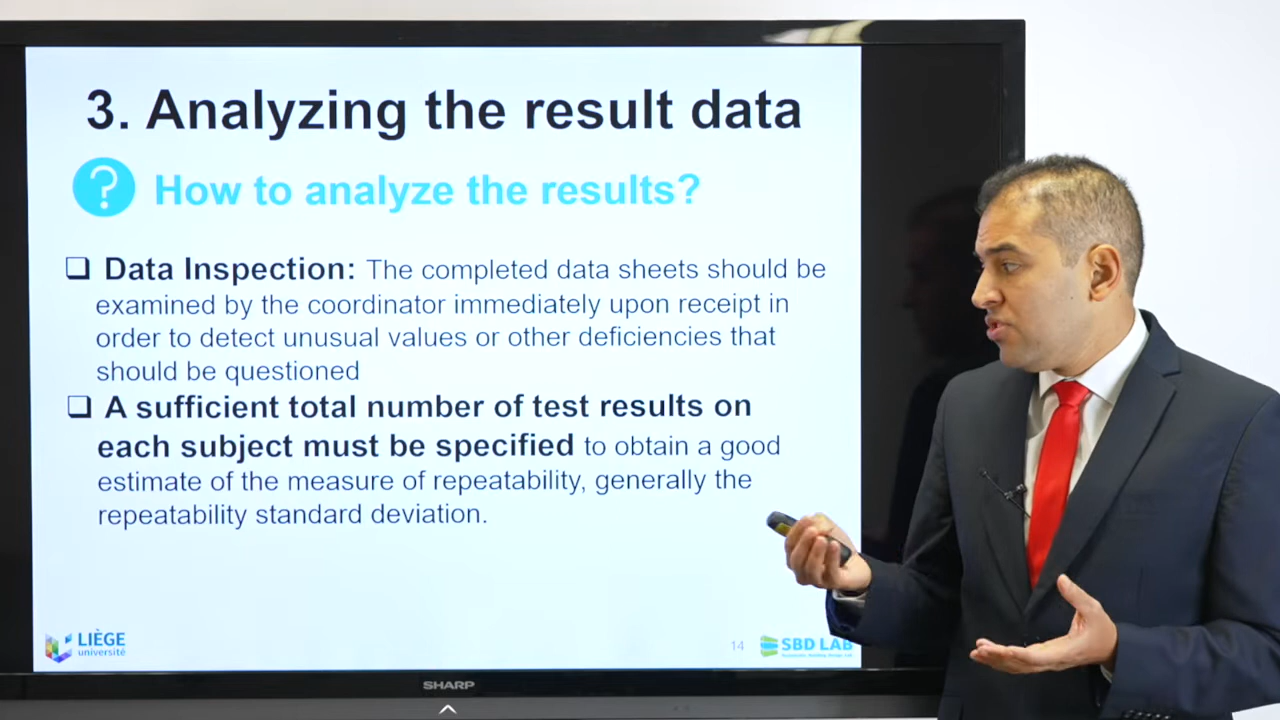 3. Analyzing the result data
? How to analyze the results?
❑ Data Inspection: The completed data sheets should be
examined by the coordinator immediately upon receipt in
order to detect unusual values or other deficiencies that
should be questioned
❑ A sufficient total number of test results on
each subject must be specified to obtain a good
estimate of the measure of repeatability, generally the
repeatability standard deviation.
LIÈGE
université
14
SBD LAB
SHARP